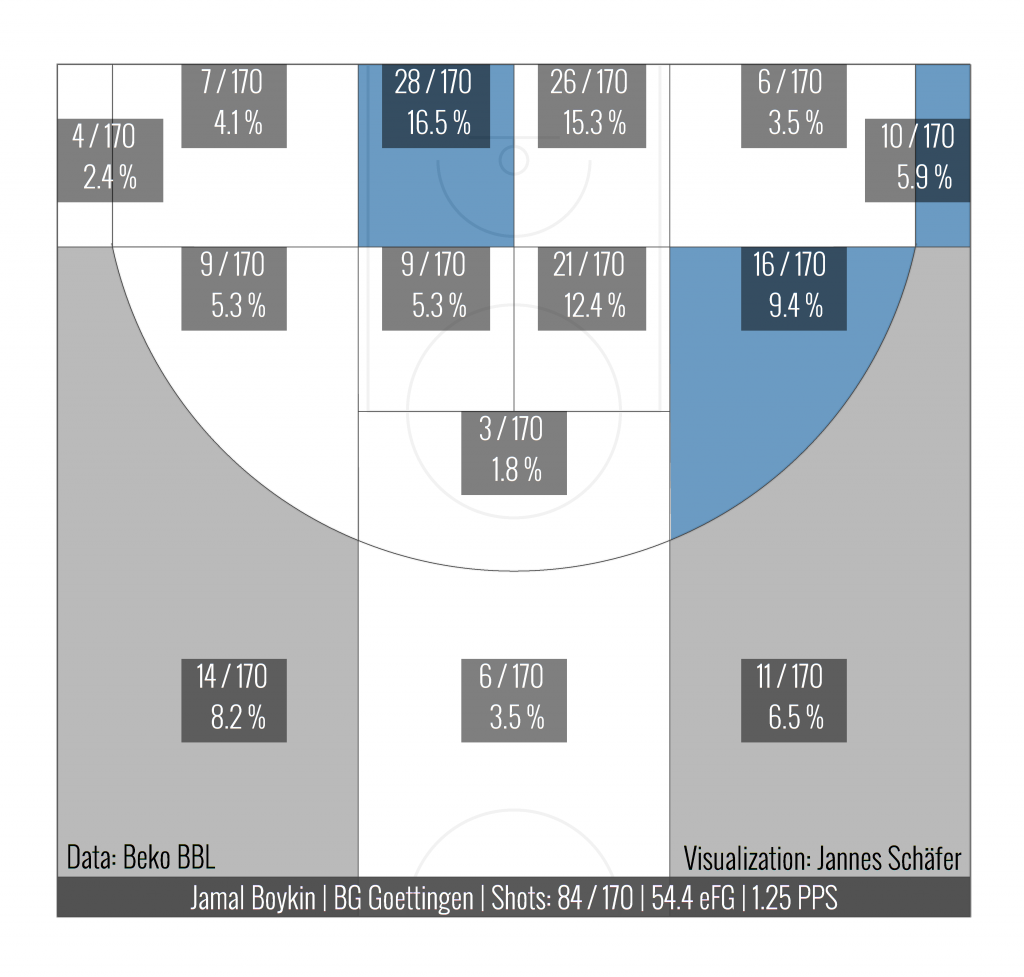 7 / 170
4.1 %
28 / 170
16.5 %
26 / 170
15.3 %
6 / 170
3.5 %
4 / 170
2.4 %
10 / 170
5.9 %
9 / 170
5.3 %
9 / 170
5.3 %
21 / 170
12.4 %
16 / 170
9.4 %
3 / 170
1.8 %
14 / 170
8.2 %
6 / 170
3.5 %
11 / 170
6.5 %
Data: Beko BBL
Visualization: Jannes Schäfer
Jamal Boykin | BG Goettingen | Shots: 84 / 170 | 54.4 eFG | 1.25 PPS